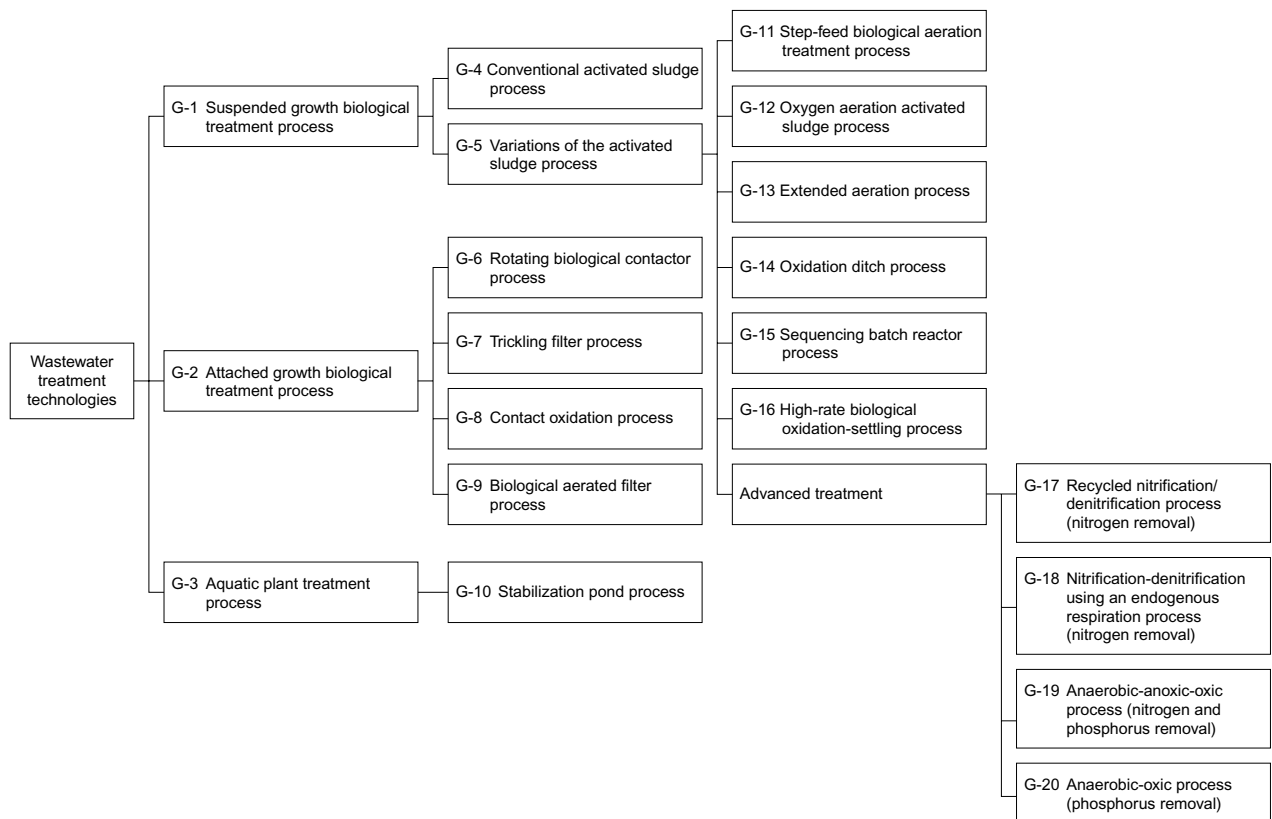 Wastewater
treatment
technologies
G-1 Suspended growth biological
treatment process
G-2 Attached growth biological
treatment process
G-3 Aquatic plant treatment
process
G-4 Conventional activated sludge
process
G-5 Variations of the activated
sludge process
G-6 Rotating biological contactor
process
G-7 Trickling filter process
G-8 Contact oxidation process
G-9 Biological aerated filter
process
G-10 Stabilization pond process
G-11 Step-feed biological aeration
treatment process
G-12 Oxygen aeration activated
sludge process
G-13 Extended aeration process
G-14 Oxidation ditch process
G-15 Sequencing batch reactor
process
G-16 High-rate biological
oxidation-settling process
Advanced treatment
G-17 Recycled nitrification/
denitrification process
(nitrogen removal)
G-18 Nitrification-denitrification
using an endogenous
respiration process
(nitrogen removal)
G-19 Anaerobic-anoxic-oxic
process (nitrogen and
phosphorus removal)
G-20 Anaerobic-oxic process
(phosphorus removal)